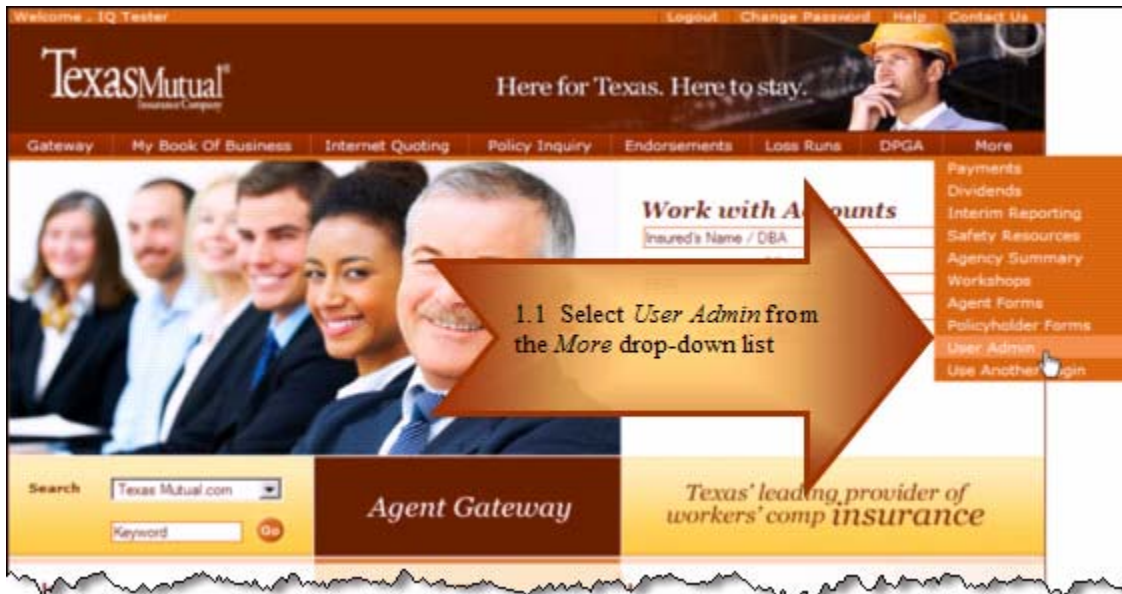 Welcome , IQ Tester
Logout Change Password Help Contact Us
TexasMutual®
Insurance Company
Here for Texas. Here to stay.
Gateway My Book Of Business Internet Quoting Policy Inquiry Endorsements Loss Runs DPGA More
Payments
Dividends
Interim Reporting
Safety Resources
Agency Summary
Workshops
Agent Forms
Policyholder Forms
User Admin
Use Another
Work with
Insured's Name / DBA
1.1 Select User Admin from
the More drop-down list
Search Texas Mutual.com
Keyword Go
Agent Gateway
Texas' leading provider of
workers' comp insurance